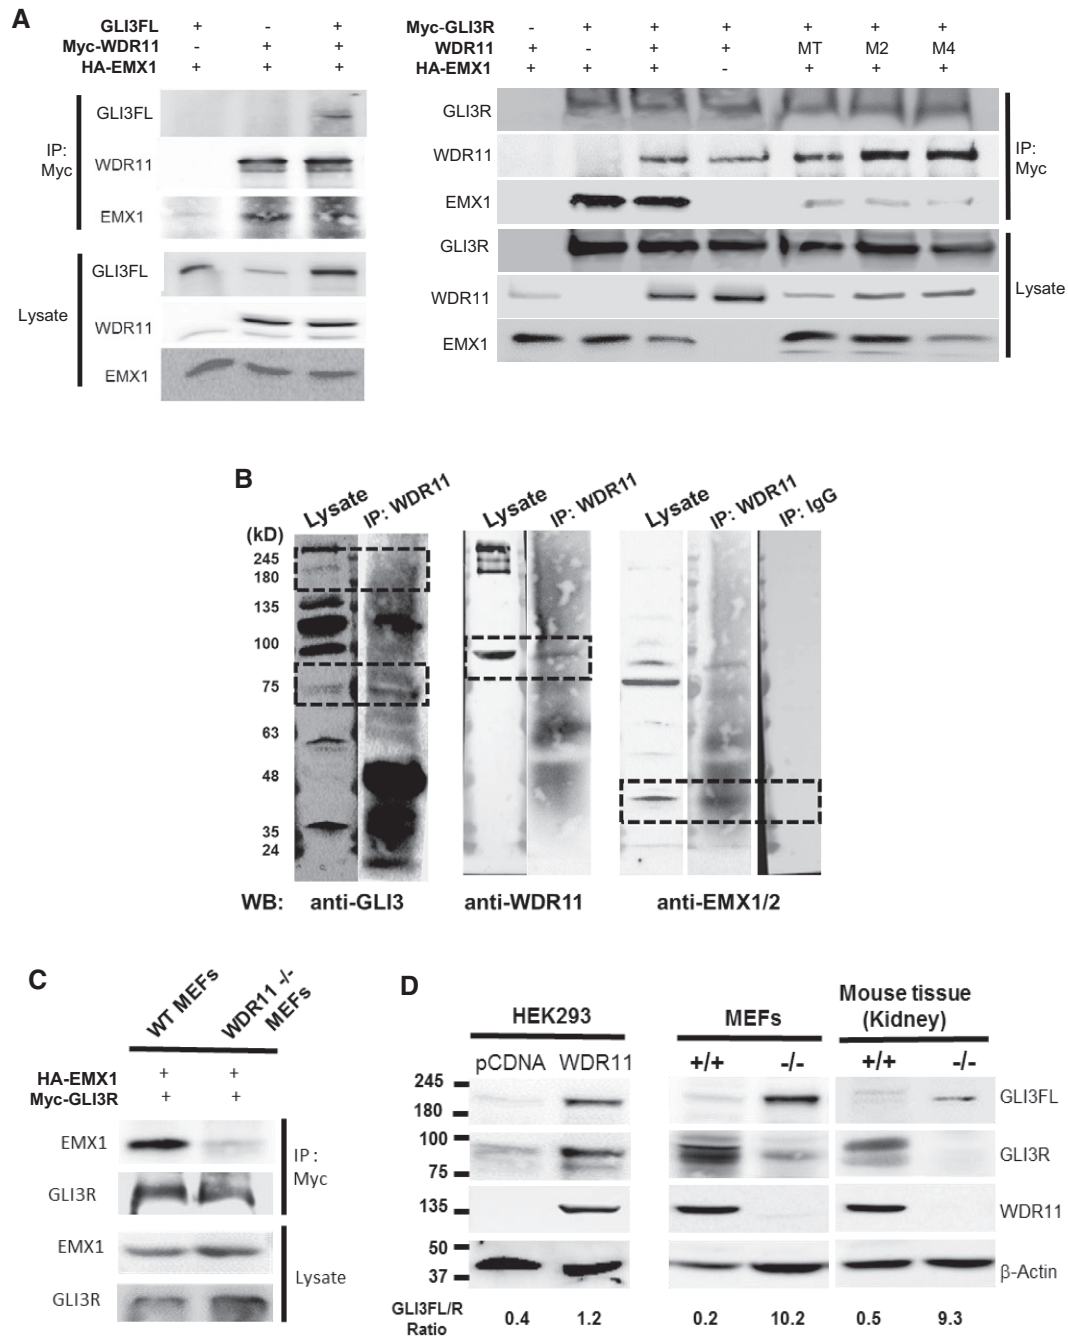 A
GLI3FL + - +
Myc-WDR11 - + +
HA-EMX1 + + +
IP: Myc
GLI3FL
WDR11
EMX1
Lysate
GLI3FL
WDR11
EMX1
Myc-GLI3R - + + + + + +
WDR11 + - + + MT M2 M4
HA-EMX1 + + + - + + +
GLI3R
WDR11
EMX1
IP: Myc
GLI3R
WDR11
EMX1
Lysate
B
Lysate IP: WDR11 Lysate IP: WDR11 Lysate IP: WDR11 IP: IgG
(kD)
245
180
135
100
75
63
48
35
24
WB: anti-GLI3 anti-WDR11 anti-EMX1/2
C
WT MEFs WDR11 -/- MEFs
HA-EMX1 + +
Myc-GLI3R + +
EMX1
GLI3R
IP : Myc
EMX1
GLI3R
Lysate
D
HEK293 MEFs Mouse tissue (Kidney)
pCDNA WDR11 +/+ -/- +/+ -/-
245
180
GLI3FL
100
75
GLI3R
135
WDR11
50
37
β-Actin
GLI3FL/R Ratio 0.4 1.2 0.2 10.2 0.5 9.3